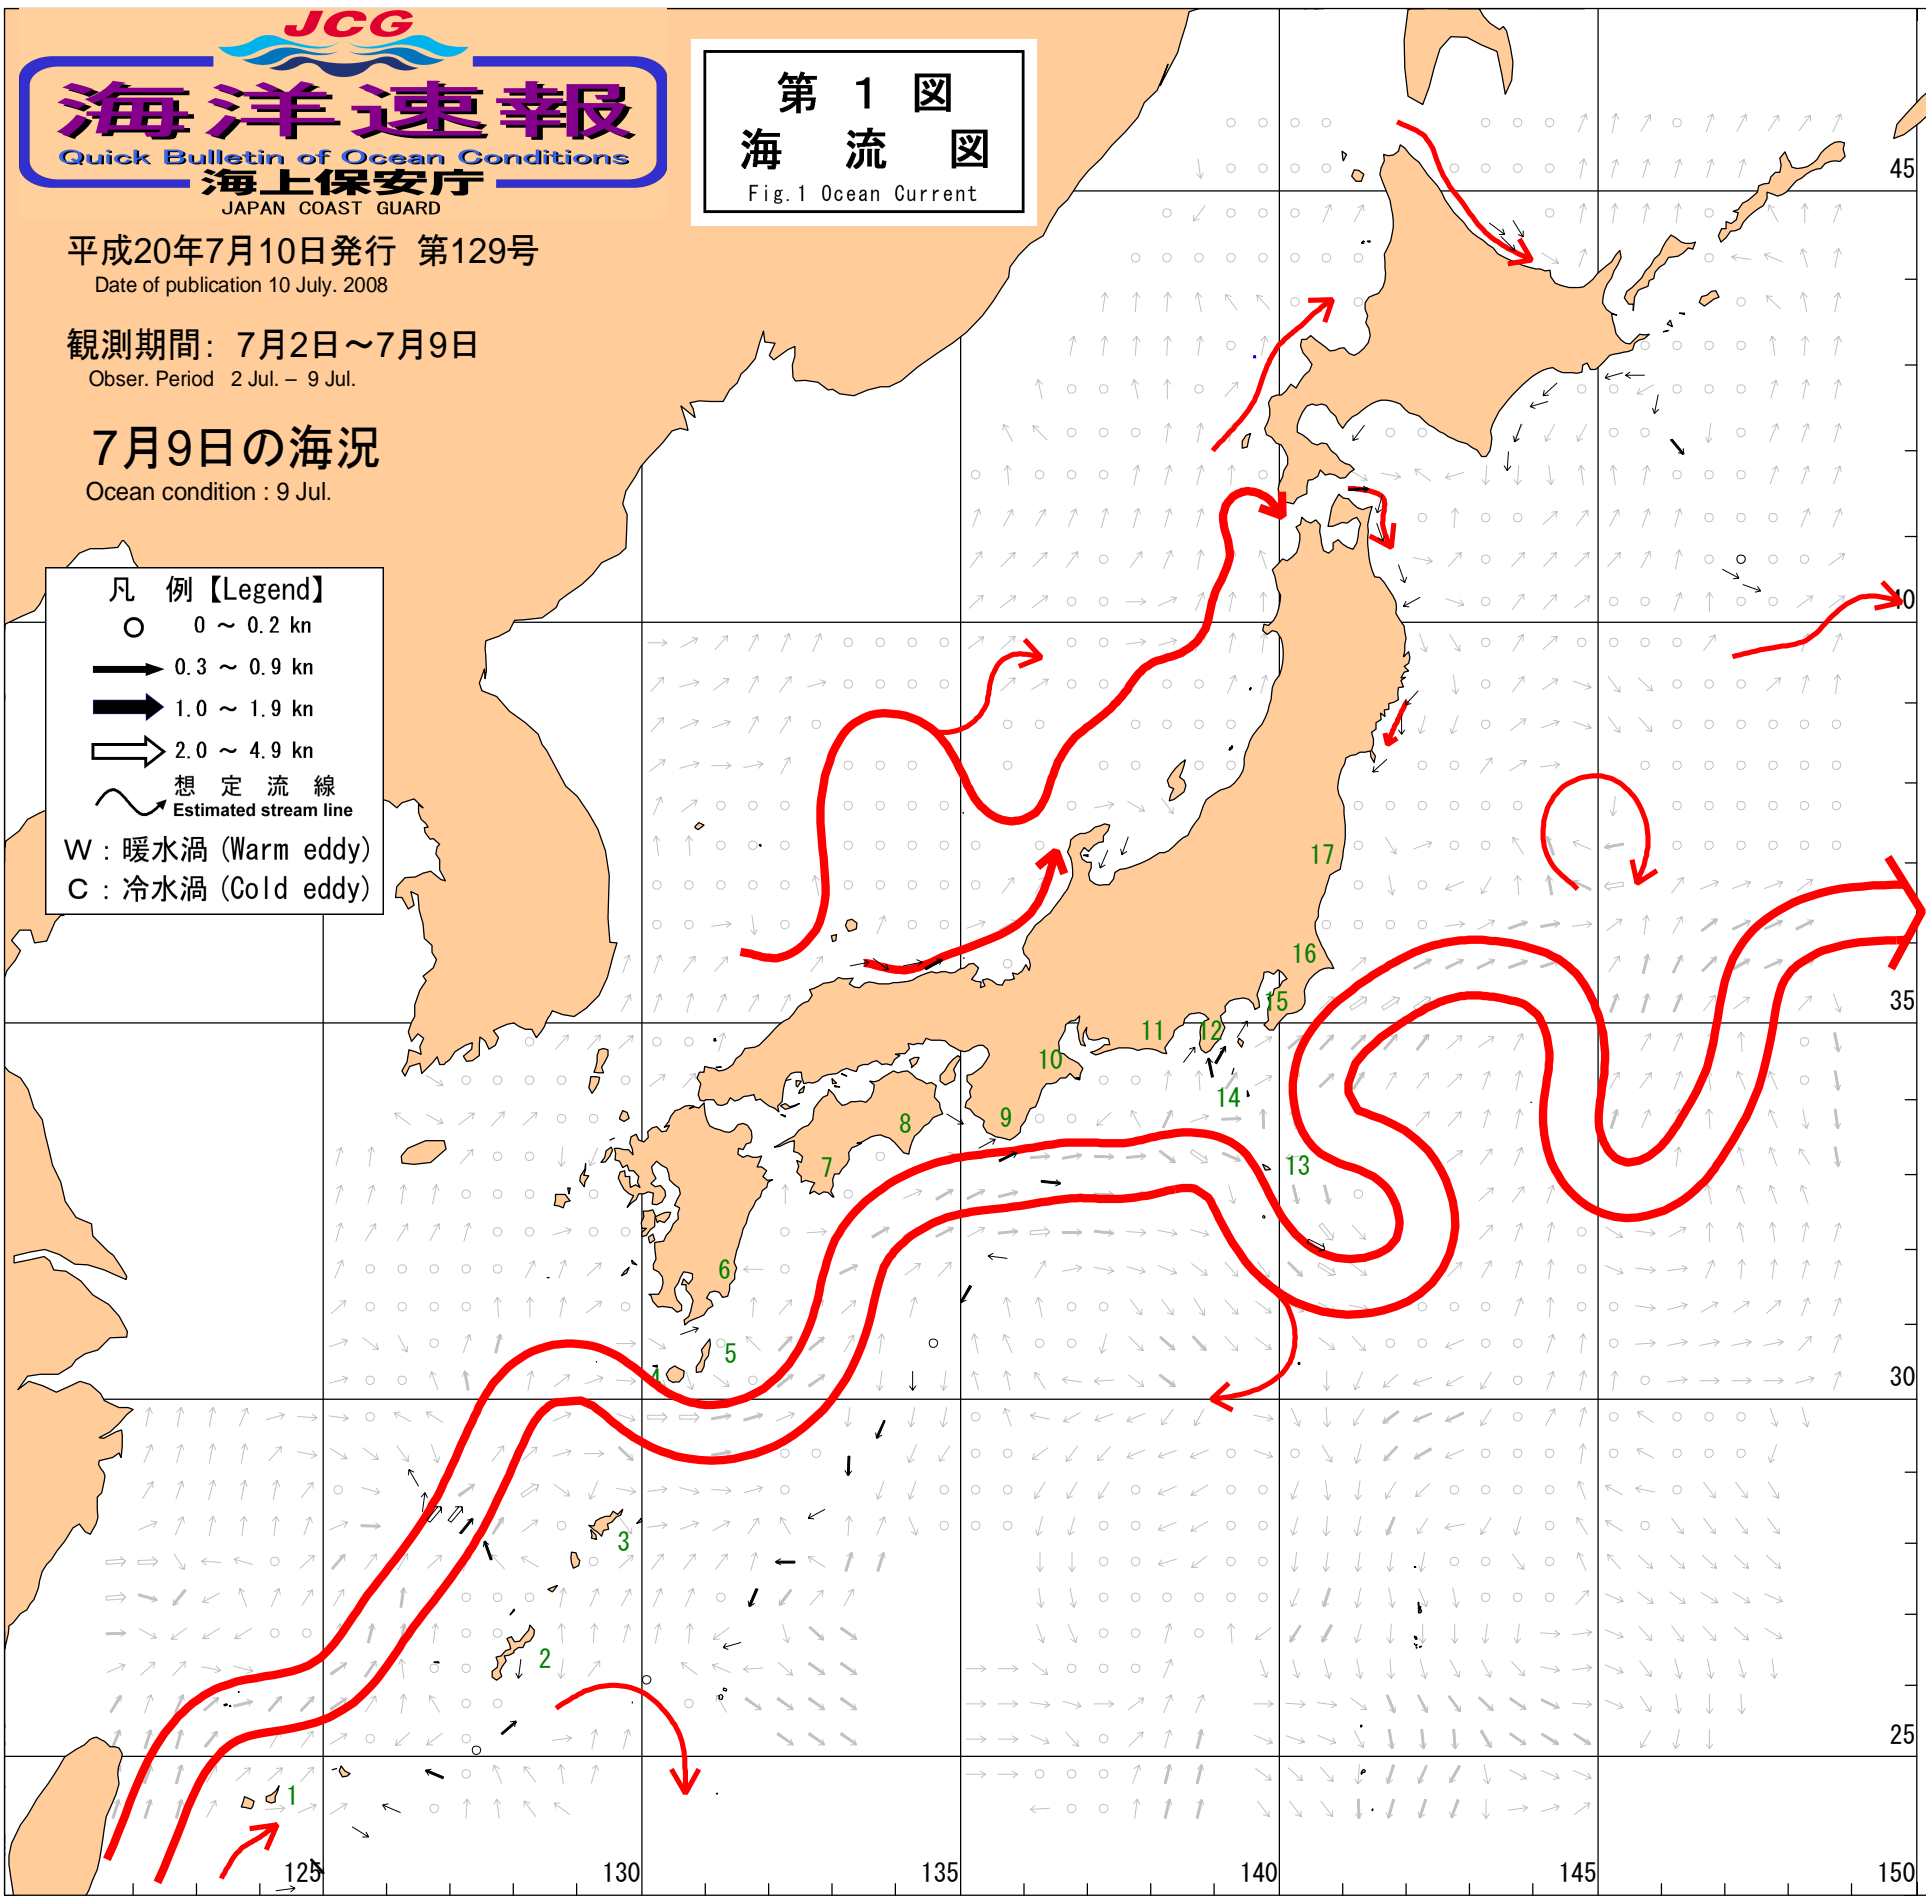 JCG
海洋速報
Quick Bulletin of Ocean Conditions
海上保安庁
JAPAN COAST GUARD
第 1 図
海 流 図
Fig.1 Ocean Current
平成20年7月10日発行 第129号
Date of publication 10 July. 2008
観測期間: 7月2日～7月9日
Obser. Period 2 Jul. – 9 Jul.
7月9日の海況
Ocean condition : 9 Jul.
凡 例【Legend】
0 ～ 0.2 kn
0.3 ～ 0.9 kn
1.0 ～ 1.9 kn
2.0 ～ 4.9 kn
想 定 流 線
Estimated stream line
W : 暖水渦 (Warm eddy)
C : 冷水渦 (Cold eddy)
45
40
17
16
35
15
12
11
10
14
9
8
7
13
6
5
4
30
3
2
25
1
125
130
135
140
145
150